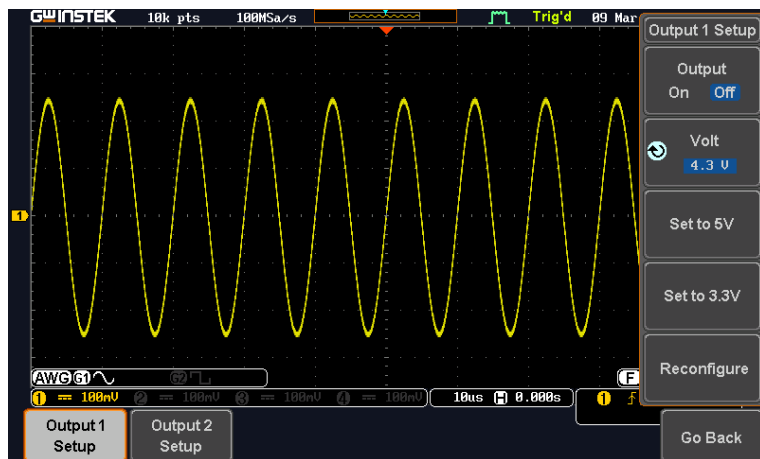 GWINSTEK 10k pts 100MSa/s Trig'd 09 Mar
Output 1 Setup
Output
On Off
Volt
4.3 V
Set to 5V
Set to 3.3V
Reconfigure
Go Back
1
AWG G1 G2
F
1 100mV 2 100mV 3 100mV 4 100mV 10us H 0.000s 1
Output 1
Setup
Output 2
Setup